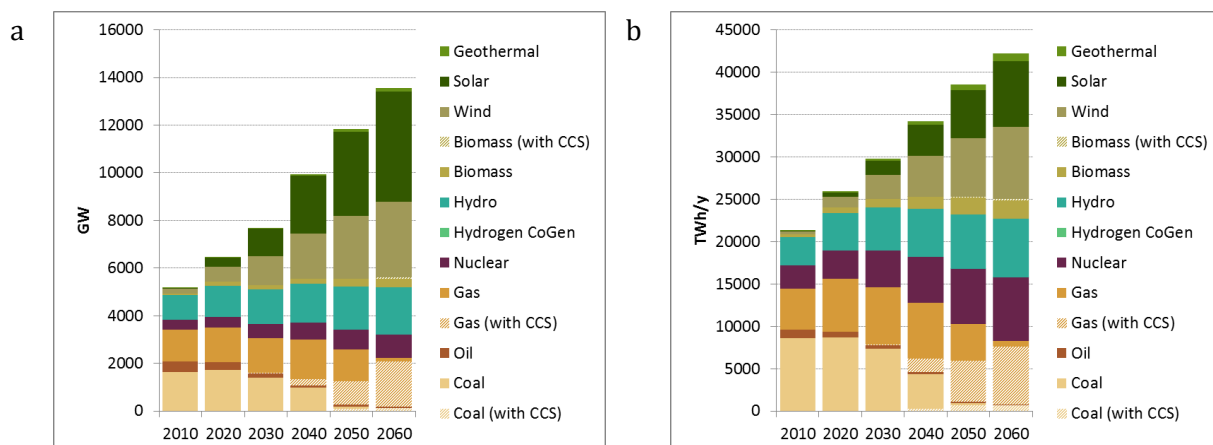 a
GW
16000
14000
12000
10000
8000
6000
4000
2000
0
2010 2020 2030 2040 2050 2060
Geothermal
Solar
Wind
Biomass (with CCS)
Biomass
Hydro
Hydrogen CoGen
Nuclear
Gas
Gas (with CCS)
Oil
Coal
Coal (with CCS)
b
TWh/y
45000
40000
35000
30000
25000
20000
15000
10000
5000
0
2010 2020 2030 2040 2050 2060
Geothermal
Solar
Wind
Biomass (with CCS)
Biomass
Hydro
Hydrogen CoGen
Nuclear
Gas
Gas (with CCS)
Oil
Coal
Coal (with CCS)